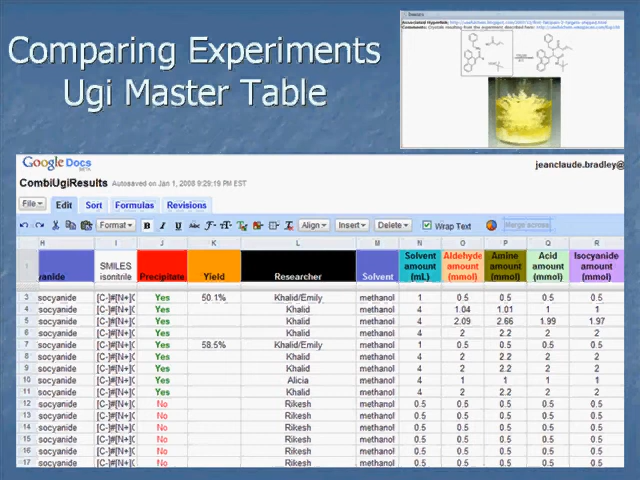 Comparing Experiments
Ugi Master Table
Google Docs
BETA
jeanclaude.bradley@
CombiUgiResults Autosaved on Jan 1, 2008 9:29:19 PM EST
File Edit Sort Formulas Revisions
Format B I U Align Insert Delete Wrap Text Merge across
H I J K L M N O P Q R
1 yanide SMILES isonitrile Precipitate Yield Researcher Solvent Solvent amount (mL) Aldehyde amount (mmol) Amine amount (mmol) Acid amount (mmol) Isocyanide amount (mmol)
3 socyanide [C-]#[N+]C Yes 50.1% Khalid/Emily methanol 1 0.5 0.5 0.5 0.5
4 socyanide [C-]#[N+]C Yes Khalid methanol 4 1.04 1.01 1 1
5 socyanide [C-]#[N+]C Yes Khalid methanol 4 2.09 2.66 1.99 1.97
6 socyanide [C-]#[N+]C Yes Khalid methanol 4 2 2.2 2 2
7 socyanide [C-]#[N+]C Yes 58.5% Khalid/Emily methanol 1 0.5 0.5 0.5 0.5
8 socyanide [C-]#[N+]C Yes Khalid methanol 4 2 2.2 2 2
9 socyanide [C-]#[N+]C Yes Khalid methanol 4 2 2.2 2 2
10 socyanide [C-]#[N+]C Yes Alicia methanol 4 1 1 1 1
11 socyanide [C-]#[N+]C Yes Khalid methanol 4 2 2.2 2 2
12 socyanide [C-]#[N+]C No Rikesh methanol 0.5 0.5 0.5 0.5 0.5
13 socyanide [C-]#[N+]C No Rikesh methanol 0.5 0.5 0.5 0.5 0.5
14 socyanide [C-]#[N+]C No Rikesh methanol 0.5 0.5 0.5 0.5 0.5
15 socyanide [C-]#[N+]C No Rikesh methanol 0.5 0.5 0.5 0.5 0.5
16 socyanide [C-]#[N+]C No Rikesh methanol 0.5 0.5 0.5 0.5 0.5
17 socyanide [C-]#[N+]C No Rikesh methanol 0.5 0.5 0.5 0.5 0.5